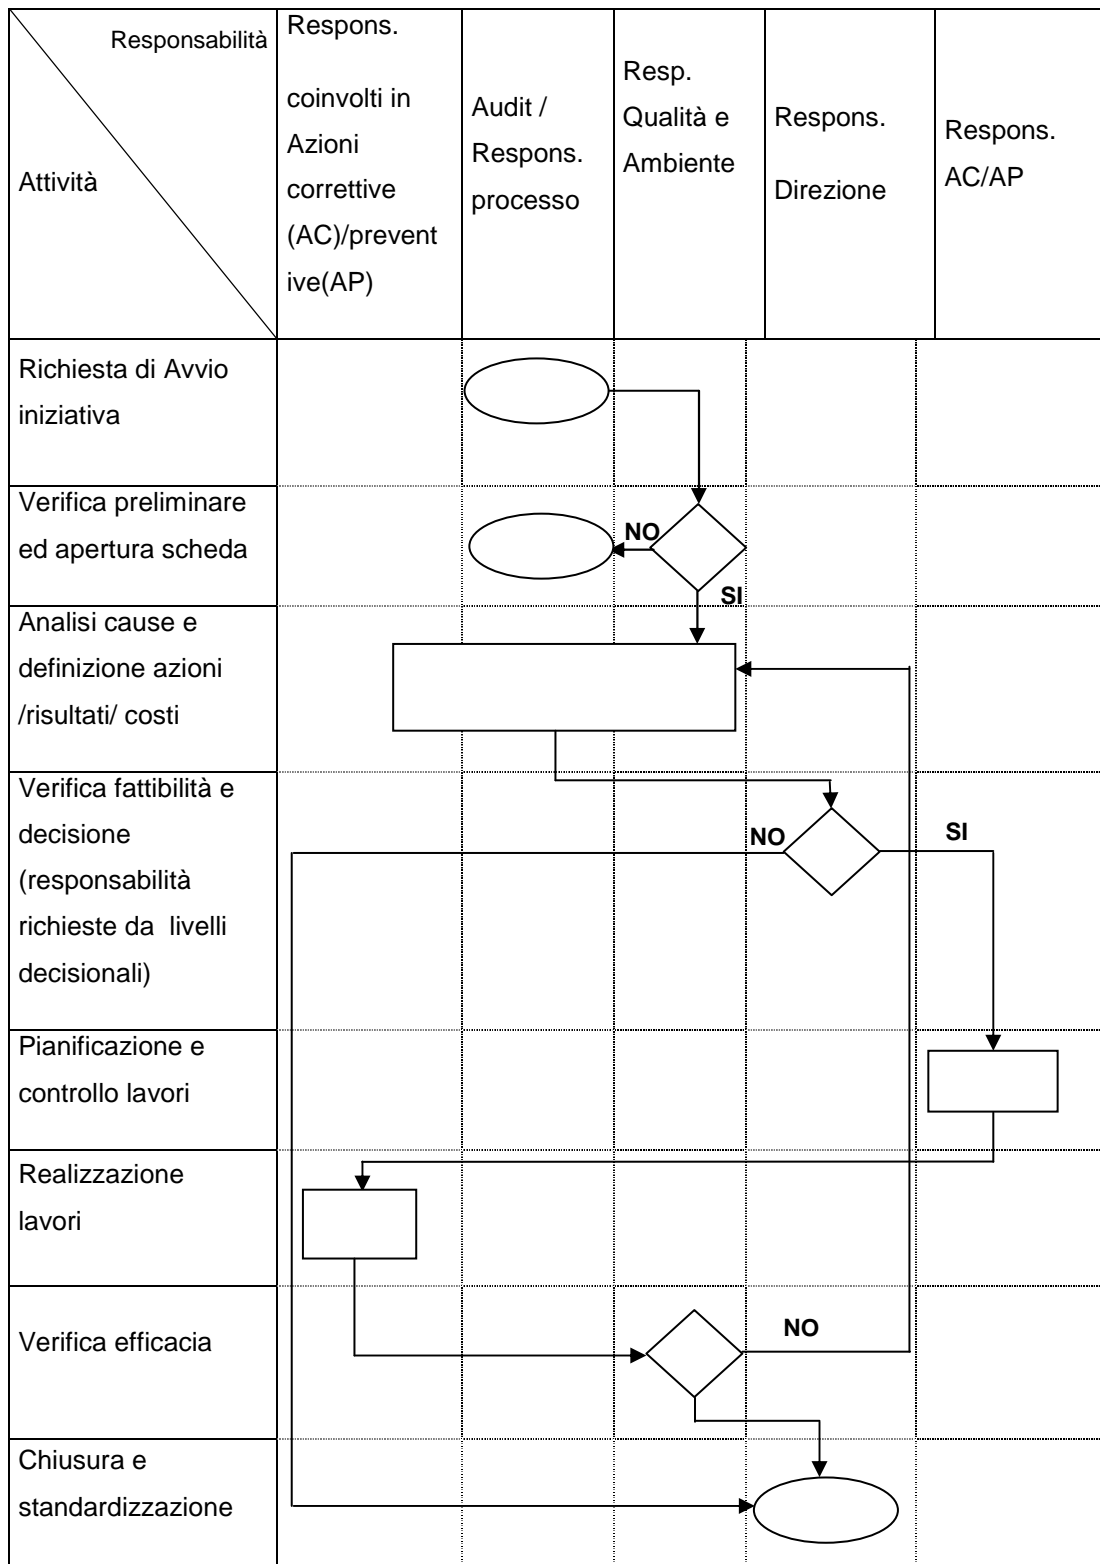 Responsabilità
Attività
Respons.
coinvolti in
Azioni
correttive
(AC)/prevent
ive(AP)
Audit /
Respons.
processo
Resp.
Qualità e
Ambiente
Respons.
Direzione
Respons.
AC/AP
Richiesta di Avvio
iniziativa
Verifica preliminare
ed apertura scheda
NO
SI
Analisi cause e
definizione azioni
/risultati/ costi
Verifica fattibilità e
decisione
(responsabilità
richieste da livelli
decisionali)
NO
SI
Pianificazione e
controllo lavori
Realizzazione
lavori
Verifica efficacia
NO
Chiusura e
standardizzazione